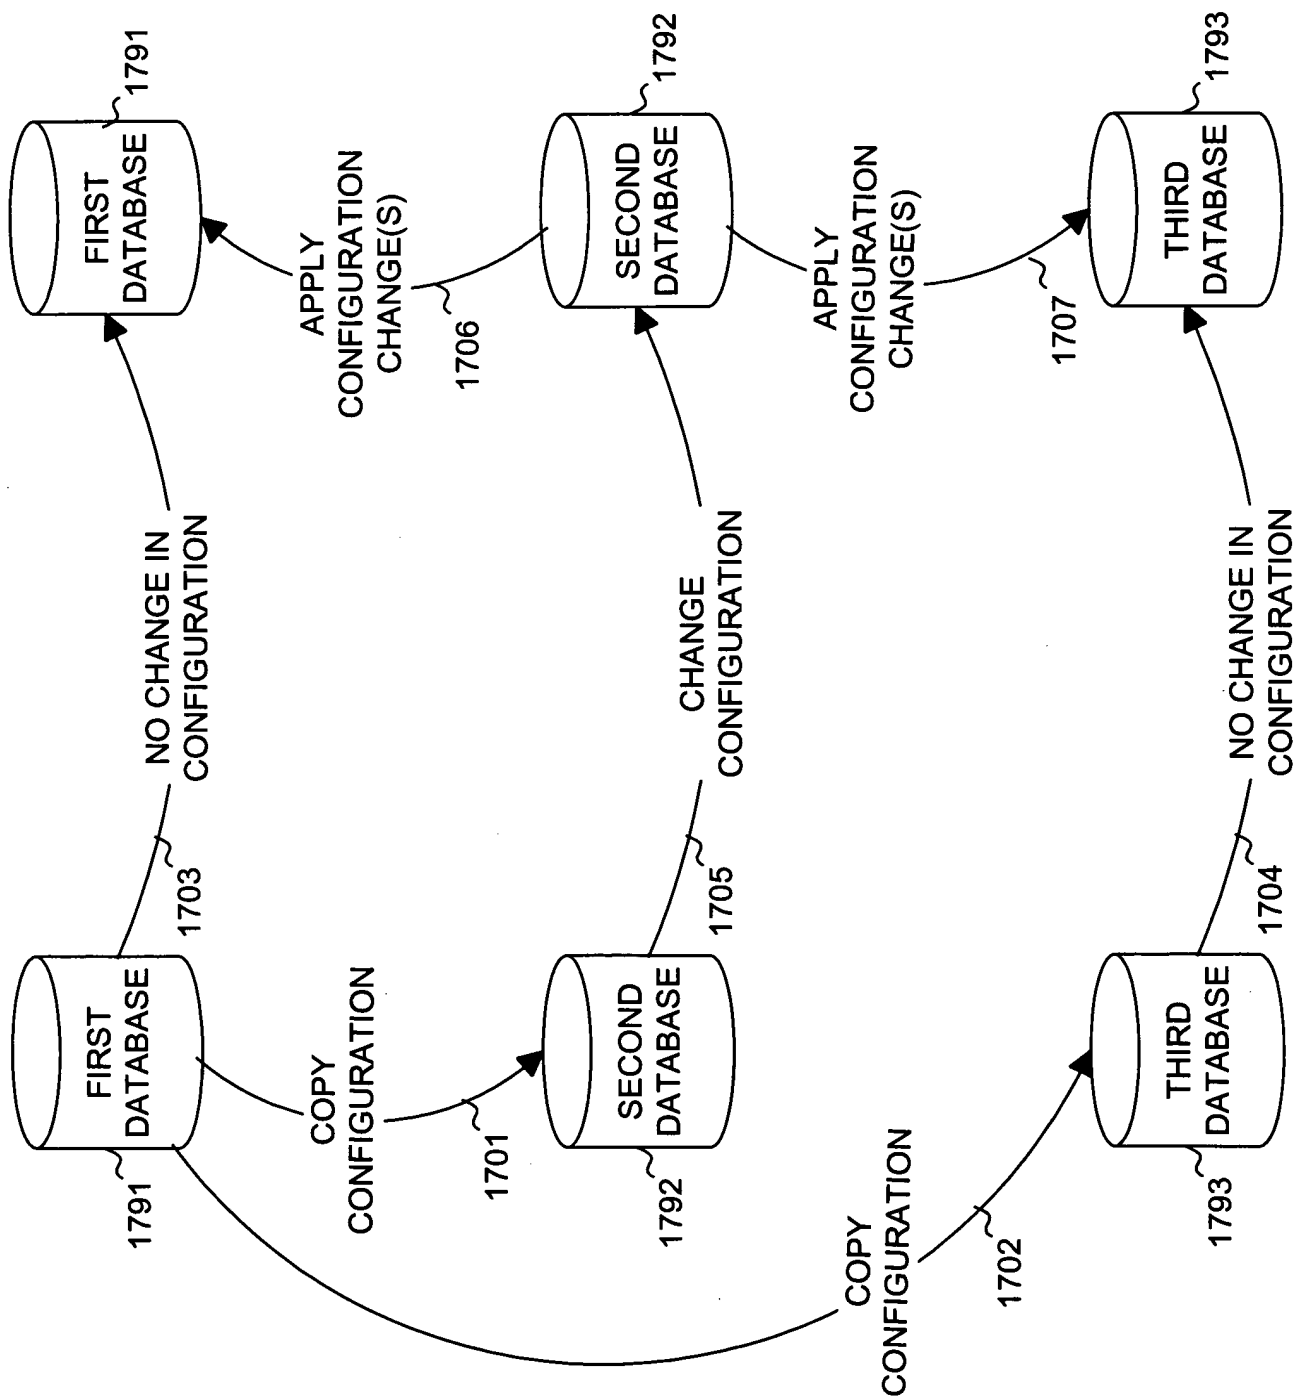 FIRST
DATABASE
1791
1703
NO CHANGE IN
CONFIGURATION
FIRST
DATABASE
1791
COPY
CONFIGURATION
1701
APPLY
CONFIGURATION
CHANGE(S)
1706
SECOND
DATABASE
1792
1705
CHANGE
CONFIGURATION
SECOND
DATABASE
1792
COPY
CONFIGURATION
1702
APPLY
CONFIGURATION
CHANGE(S)
1707
THIRD
DATABASE
1793
1704
NO CHANGE IN
CONFIGURATION
THIRD
DATABASE
1793